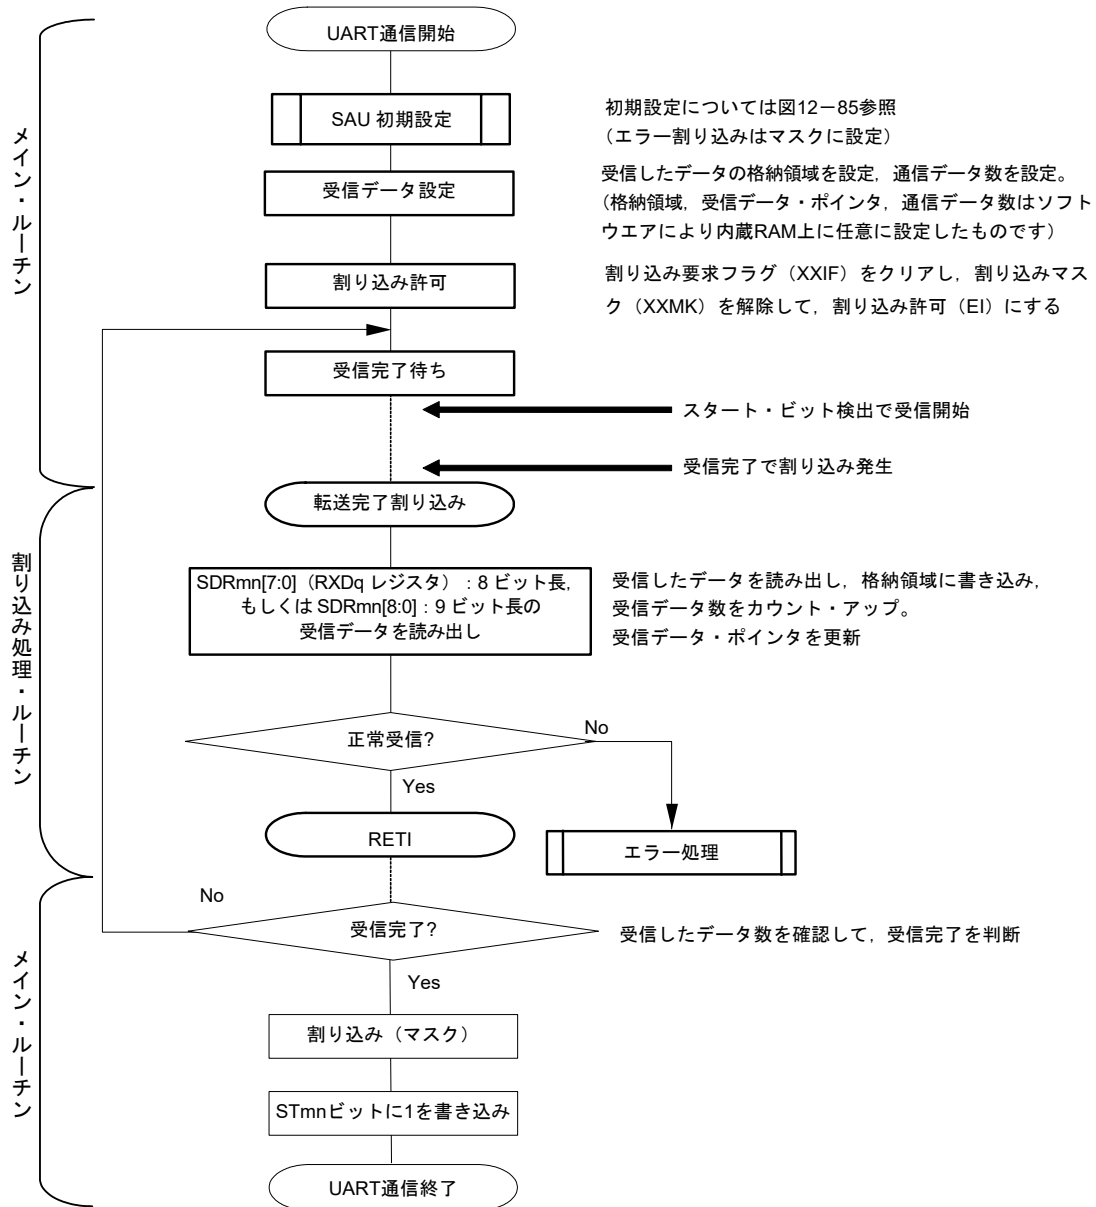 UART通信開始
SAU 初期設定
初期設定については図12-85参照
(エラー割り込みはマスクに設定)
受信データ設定
受信したデータの格納領域を設定,通信データ数を設定。
(格納領域,受信データ・ポインタ,通信データ数はソフト
ウエアにより内蔵RAM上に任意に設定したものです)
割り込み許可
割り込み要求フラグ(XXIF)をクリアし,割り込みマス
ク(XXMK)を解除して,割り込み許可(EI)にする
メイン・ルーチン
受信完了待ち
スタート・ビット検出で受信開始
受信完了で割り込み発生
転送完了割り込み
SDRmn[7:0](RXDq レジスタ):8 ビット長,
もしくは SDRmn[8:0]:9 ビット長の
受信データを読み出し
受信したデータを読み出し,格納領域に書き込み,
受信データ数をカウント・アップ。
受信データ・ポインタを更新
割り込み処理・ルーチン
正常受信?
No
Yes
RETI
エラー処理
No
受信完了?
受信したデータ数を確認して,受信完了を判断
Yes
メイン・ルーチン
割り込み(マスク)
STmnビットに1を書き込み
UART通信終了